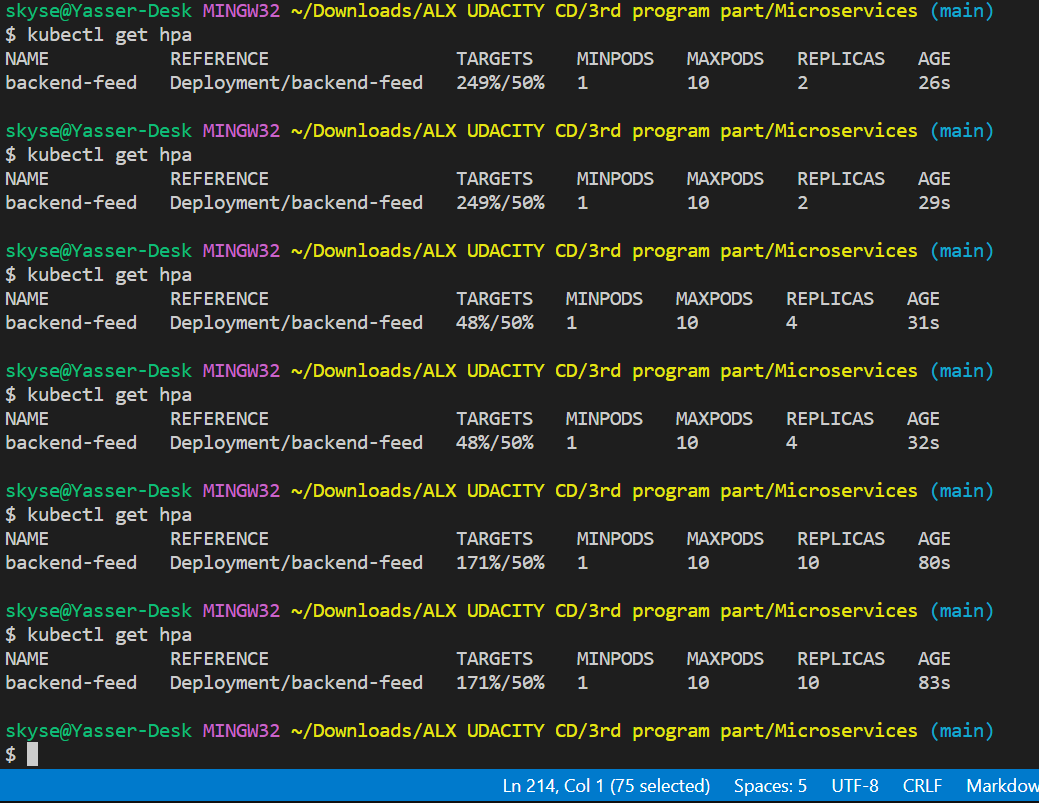 skyse@Yasser-Desk MINGW32 ~/Downloads/ALX UDACITY CD/3rd program part/Microservices (main)
$ kubectl get hpa
NAME REFERENCE TARGETS MINPODS MAXPODS REPLICAS AGE
backend-feed Deployment/backend-feed 249%/50% 1 10 2 26s
skyse@Yasser-Desk MINGW32 ~/Downloads/ALX UDACITY CD/3rd program part/Microservices (main)
$ kubectl get hpa
NAME REFERENCE TARGETS MINPODS MAXPODS REPLICAS AGE
backend-feed Deployment/backend-feed 249%/50% 1 10 2 29s
skyse@Yasser-Desk MINGW32 ~/Downloads/ALX UDACITY CD/3rd program part/Microservices (main)
$ kubectl get hpa
NAME REFERENCE TARGETS MINPODS MAXPODS REPLICAS AGE
backend-feed Deployment/backend-feed 48%/50% 1 10 4 31s
skyse@Yasser-Desk MINGW32 ~/Downloads/ALX UDACITY CD/3rd program part/Microservices (main)
$ kubectl get hpa
NAME REFERENCE TARGETS MINPODS MAXPODS REPLICAS AGE
backend-feed Deployment/backend-feed 48%/50% 1 10 4 32s
skyse@Yasser-Desk MINGW32 ~/Downloads/ALX UDACITY CD/3rd program part/Microservices (main)
$ kubectl get hpa
NAME REFERENCE TARGETS MINPODS MAXPODS REPLICAS AGE
backend-feed Deployment/backend-feed 171%/50% 1 10 10 80s
skyse@Yasser-Desk MINGW32 ~/Downloads/ALX UDACITY CD/3rd program part/Microservices (main)
$ kubectl get hpa
NAME REFERENCE TARGETS MINPODS MAXPODS REPLICAS AGE
backend-feed Deployment/backend-feed 171%/50% 1 10 10 83s
skyse@Yasser-Desk MINGW32 ~/Downloads/ALX UDACITY CD/3rd program part/Microservices (main)
$
Ln 214, Col 1 (75 selected) Spaces: 5 UTF-8 CRLF Markdow